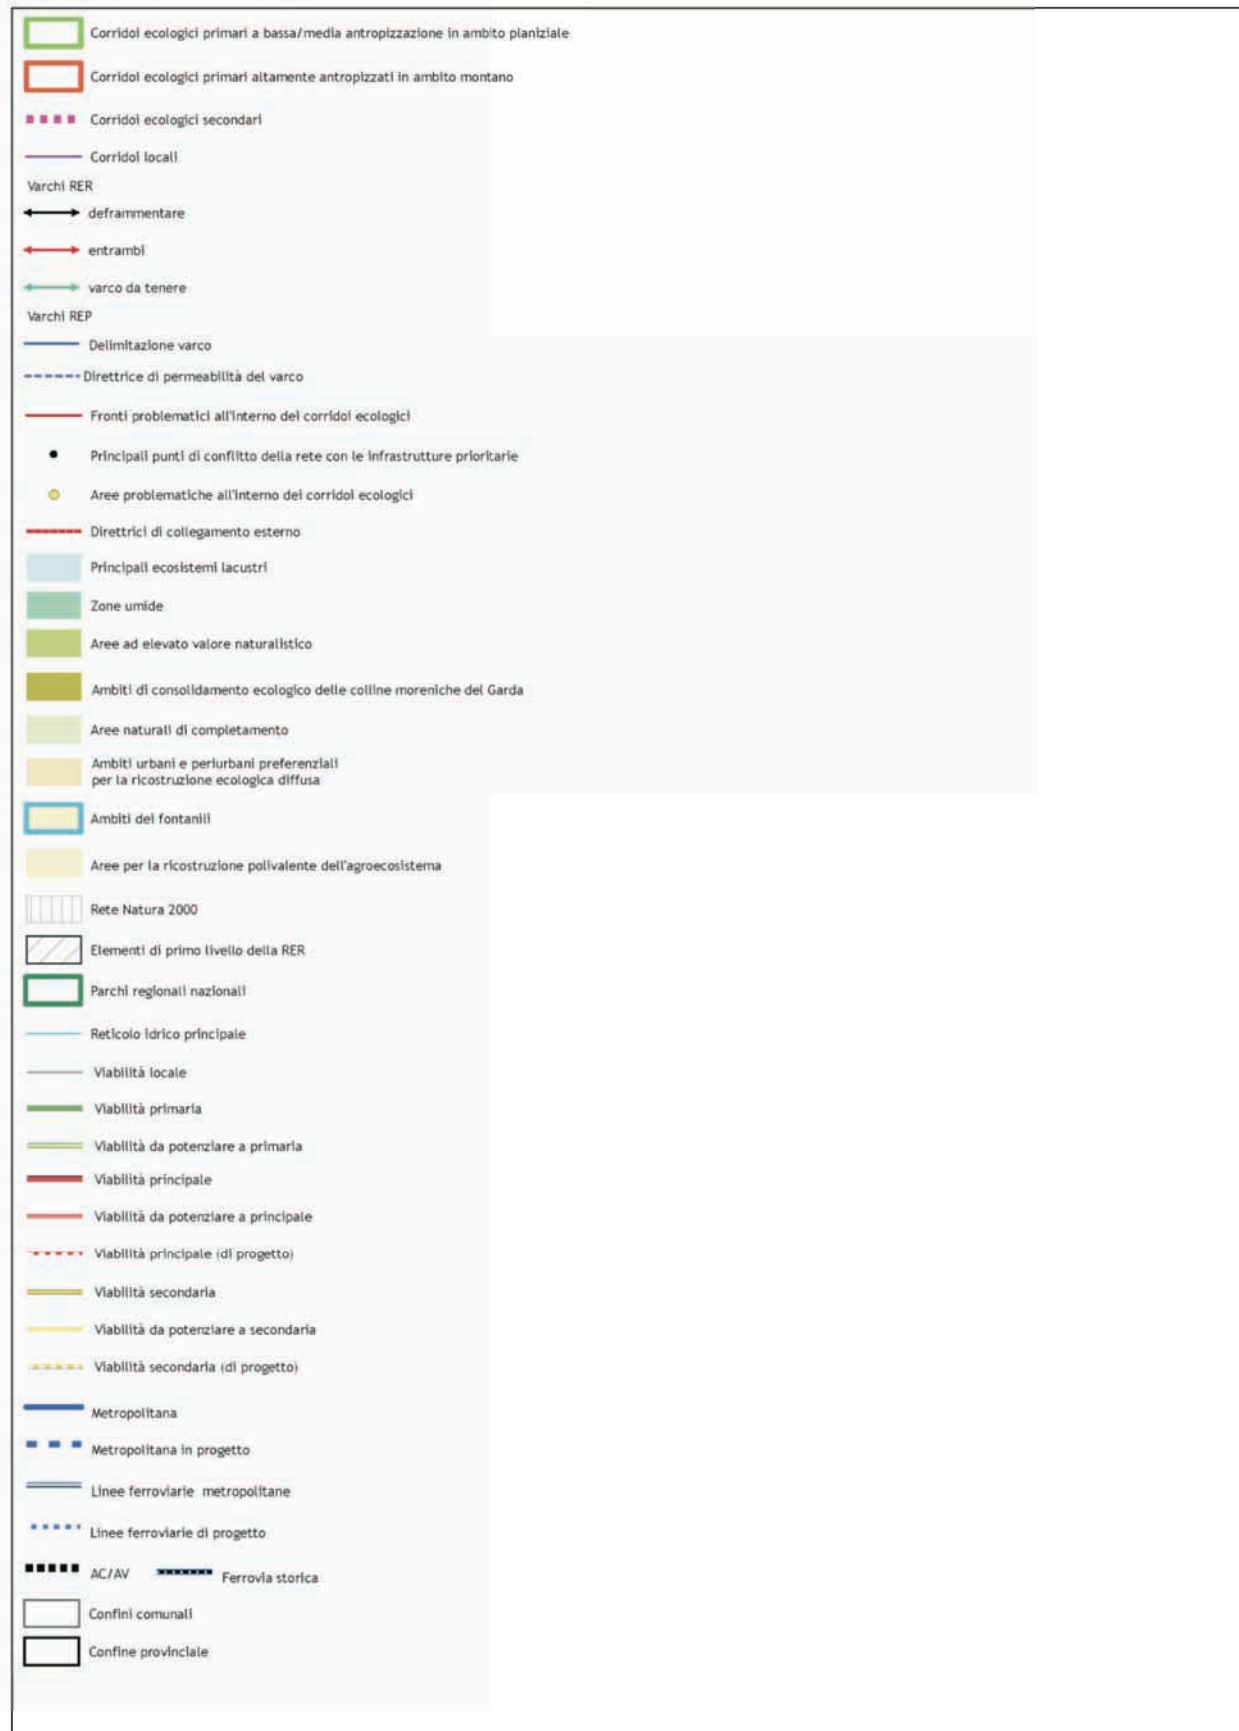 Corridoi ecologici primari a bassa/media antropizzazione in ambito planiziale
Corridoi ecologici primari altamente antropizzati in ambito montano
Corridoi ecologici secondari
Corridoi locali
Varchi RER
deframmentare
entrambi
varco da tenere
Varchi REP
Delimitazione varco
Direttrice di permeabilità del varco
Fronti problematici all'interno dei corridoi ecologici
Principali punti di conflitto della rete con le infrastrutture prioritarie
Aree problematiche all'interno dei corridoi ecologici
Direttrici di collegamento esterno
Principali ecosistemi lacustri
Zone umide
Aree ad elevato valore naturalistico
Ambiti di consolidamento ecologico delle colline moreniche del Garda
Aree naturali di completamento
Ambiti urbani e periurbani preferenziali
per la ricostruzione ecologica diffusa
Ambiti dei fontanili
Aree per la ricostruzione polivalente dell'agroecosistema
Rete Natura 2000
Elementi di primo livello della RER
Parchi regionali nazionali
Reticolo idrico principale
Viabilità locale
Viabilità primaria
Viabilità da potenziare a primaria
Viabilità principale
Viabilità da potenziare a principale
Viabilità principale (di progetto)
Viabilità secondaria
Viabilità da potenziare a secondaria
Viabilità secondaria (di progetto)
Metropolitana
Metropolitana in progetto
Linee ferroviarie metropolitane
Linee ferroviarie di progetto
AC/AV Ferrovia storica
Confini comunali
Confine provinciale